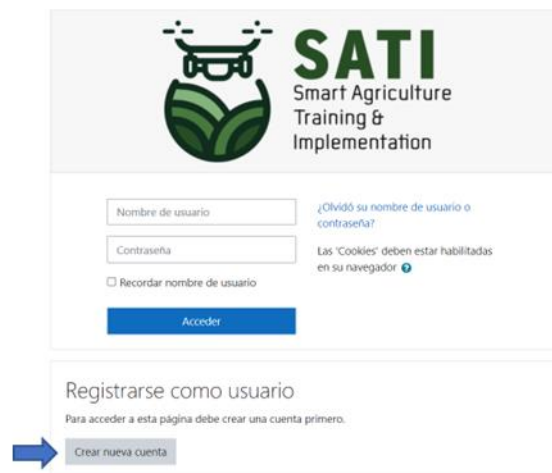 SATI
Smart Agriculture
Training &
Implementation
Nombre de usuario
Contraseña
Recordar nombre de usuario
Acceder
¿Olvidó su nombre de usuario o
contraseña?
Las 'Cookies' deben estar habilitadas
en su navegador
Registrarse como usuario
Para acceder a esta página debe crear una cuenta primero.
Crear nueva cuenta